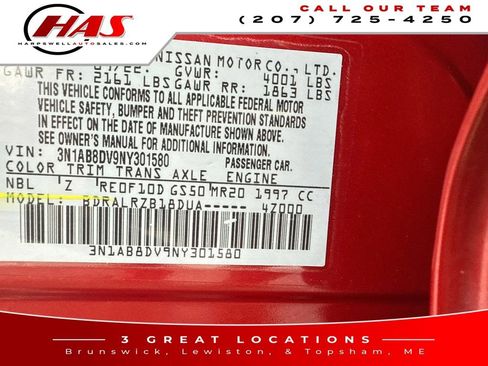 HAS
HARPSWELLAUTOSALES.COM
CALL OUR TEAM
(207) 725-4250
NISSAN MOTOR CO., LTD.
GVWR: 4001 LBS
GAWR FR: 2161 LBS GAWR RR: 1863 LBS
THIS VEHICLE CONFORMS TO ALL APPLICABLE FEDERAL MOTOR
VEHICLE SAFETY, BUMPER, AND THEFT PREVENTION STANDARDS
IN EFFECT ON THE DATE OF MANUFACTURE SHOWN ABOVE.
SEE OWNER'S MANUAL FOR ADDITIONAL INFORMATION.
VIN: 3N1AB8DV9NY301580 PASSENGER CAR.
COLOR TRIM TRANS AXLE ENGINE
NBL Z RE0F10D GS50 MR20 1997 CC
MODEL: BDRALRZB18DUA------ 4Z000
3N1AB8DV9NY301580
3 GREAT LOCATIONS
Brunswick, Lewiston, & Topsham, ME